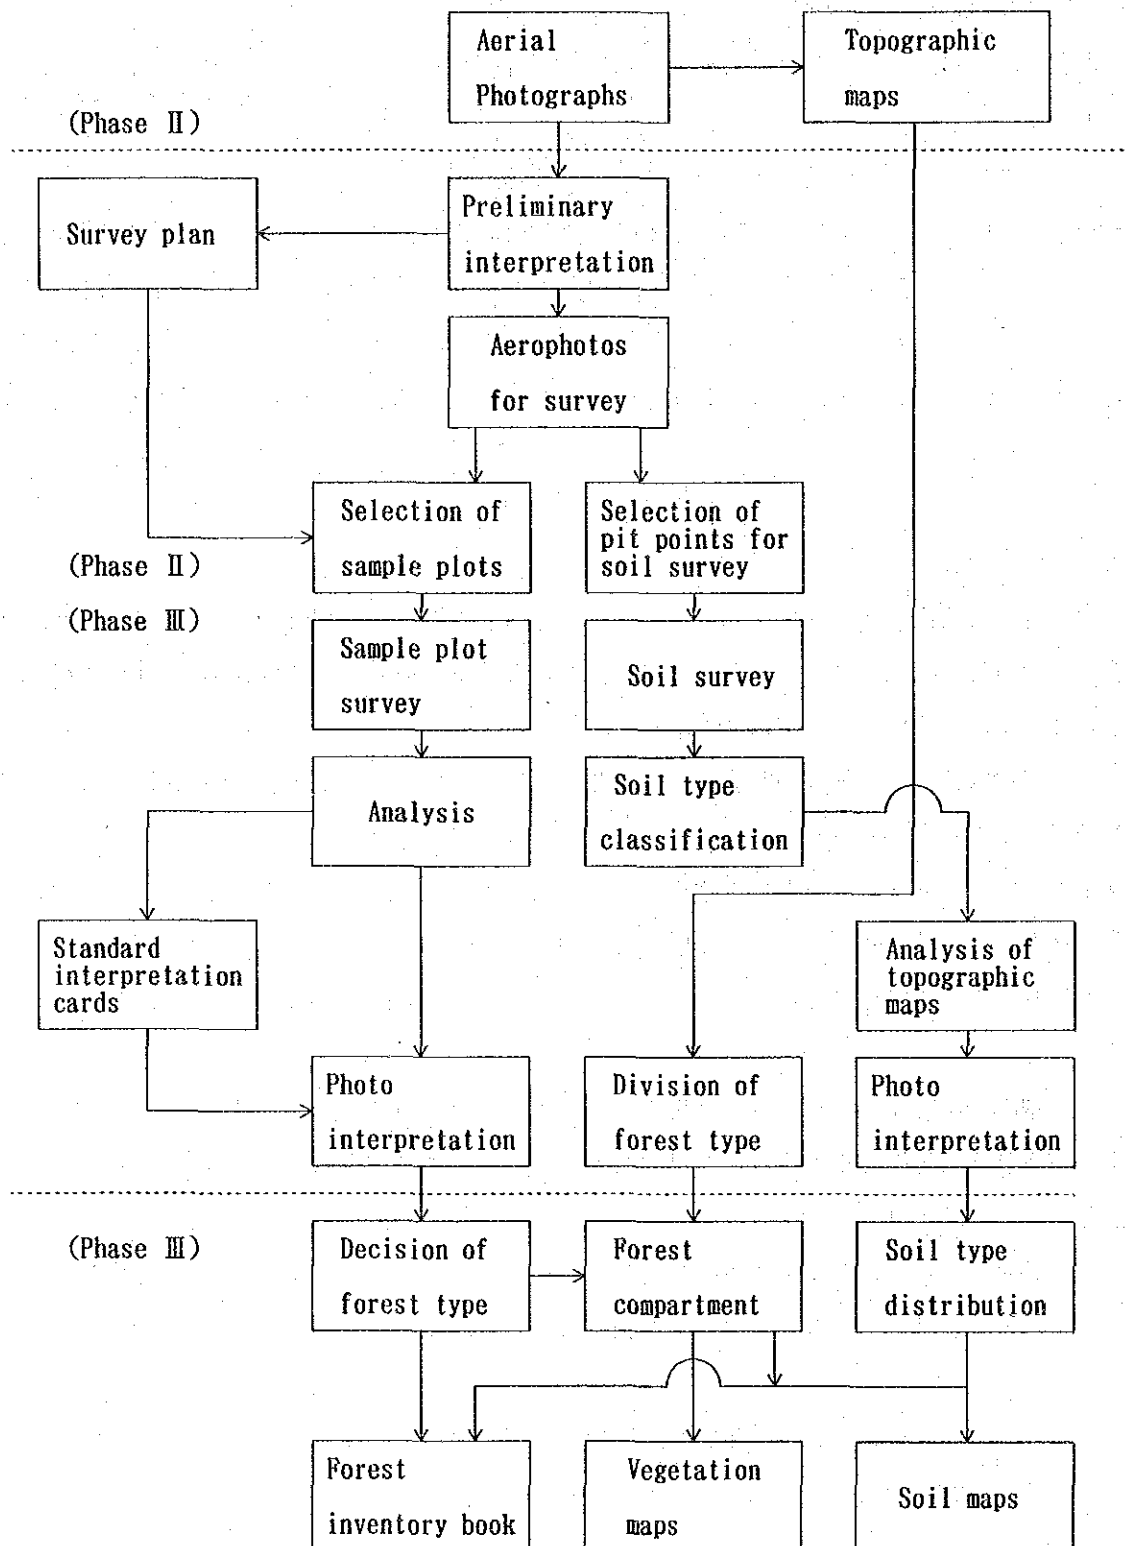 Aerial
Photographs
Topographic
maps
(Phase Ⅱ)
Survey plan
Preliminary
interpretation
Aerophotos
for survey
Selection of
sample plots
Selection of
pit points for
soil survey
(Phase Ⅱ)
(Phase Ⅲ)
Sample plot
survey
Soil survey
Analysis
Soil type
classification
Standard
interpretation
cards
Analysis of
topographic
maps
Photo
interpretation
Division of
forest type
Photo
interpretation
(Phase Ⅲ)
Decision of
forest type
Forest
compartment
Soil type
distribution
Forest
inventory book
Vegetation
maps
Soil maps